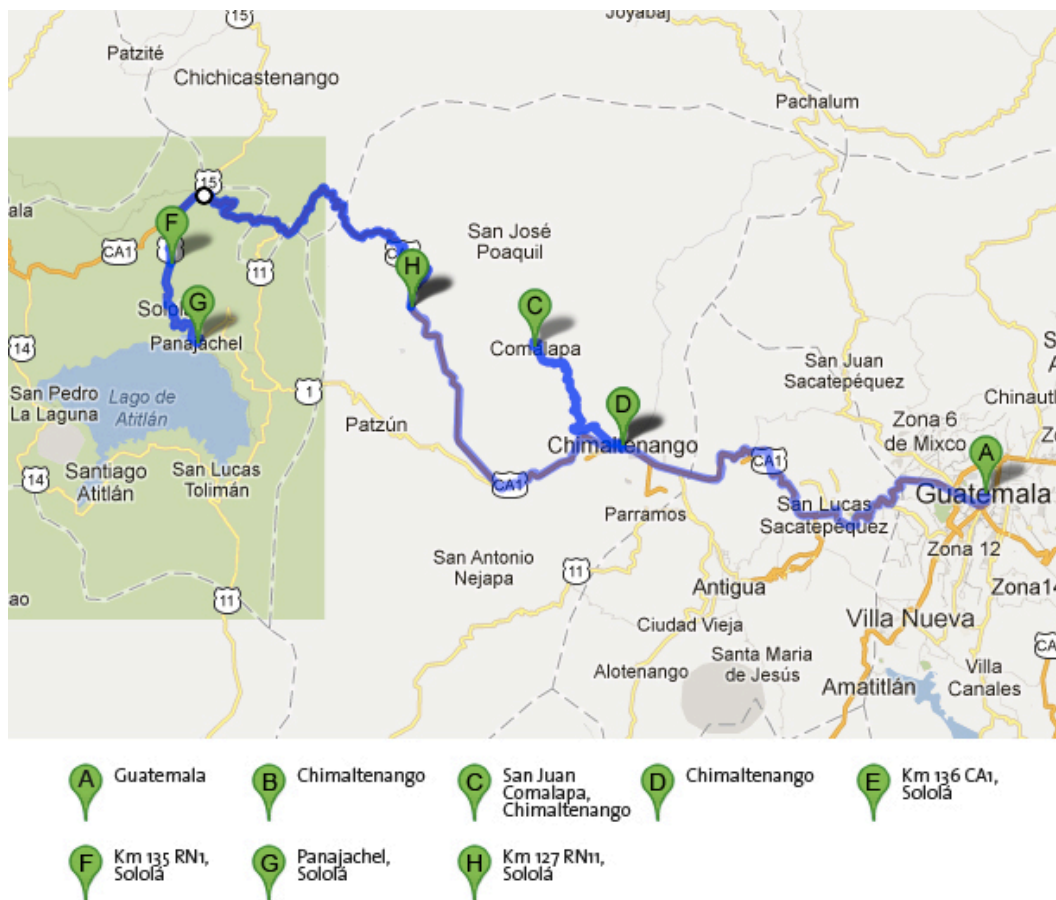 15
Joyabaj
Patzité
Chichicastenango
Pachalum
15
ala
F
CA1
San José
Poaquil
H
11
C
G
Panajachel
Comalapa
14
San Juan
Sacatepéquez
San Pedro
La Laguna
Lago de
Atitlán
1
Patzún
D
Chimaltenango
Zona 6
de Mixco
Chinaut
A
Santiago
Atitlán
14
San Lucas
Tolimán
CA1
CA1
San Lucas
Sacatepéquez
Guatemala
Parramos
Zona 12
San Antonio
Nejapa
11
Antigua
Zona14
ao
11
Ciudad Vieja
Villa Nueva
CA
Alotenango
Santa Maria
de Jesús
Amatitlán
Villa
Canales
A Guatemala
B Chimaltenango
C San Juan
Comalapa,
Chimaltenango
D Chimaltenango
E Km 136 CA1,
Sololá
F Km 135 RN1,
Sololá
G Panajachel,
Sololá
H Km 127 RN11,
Sololá